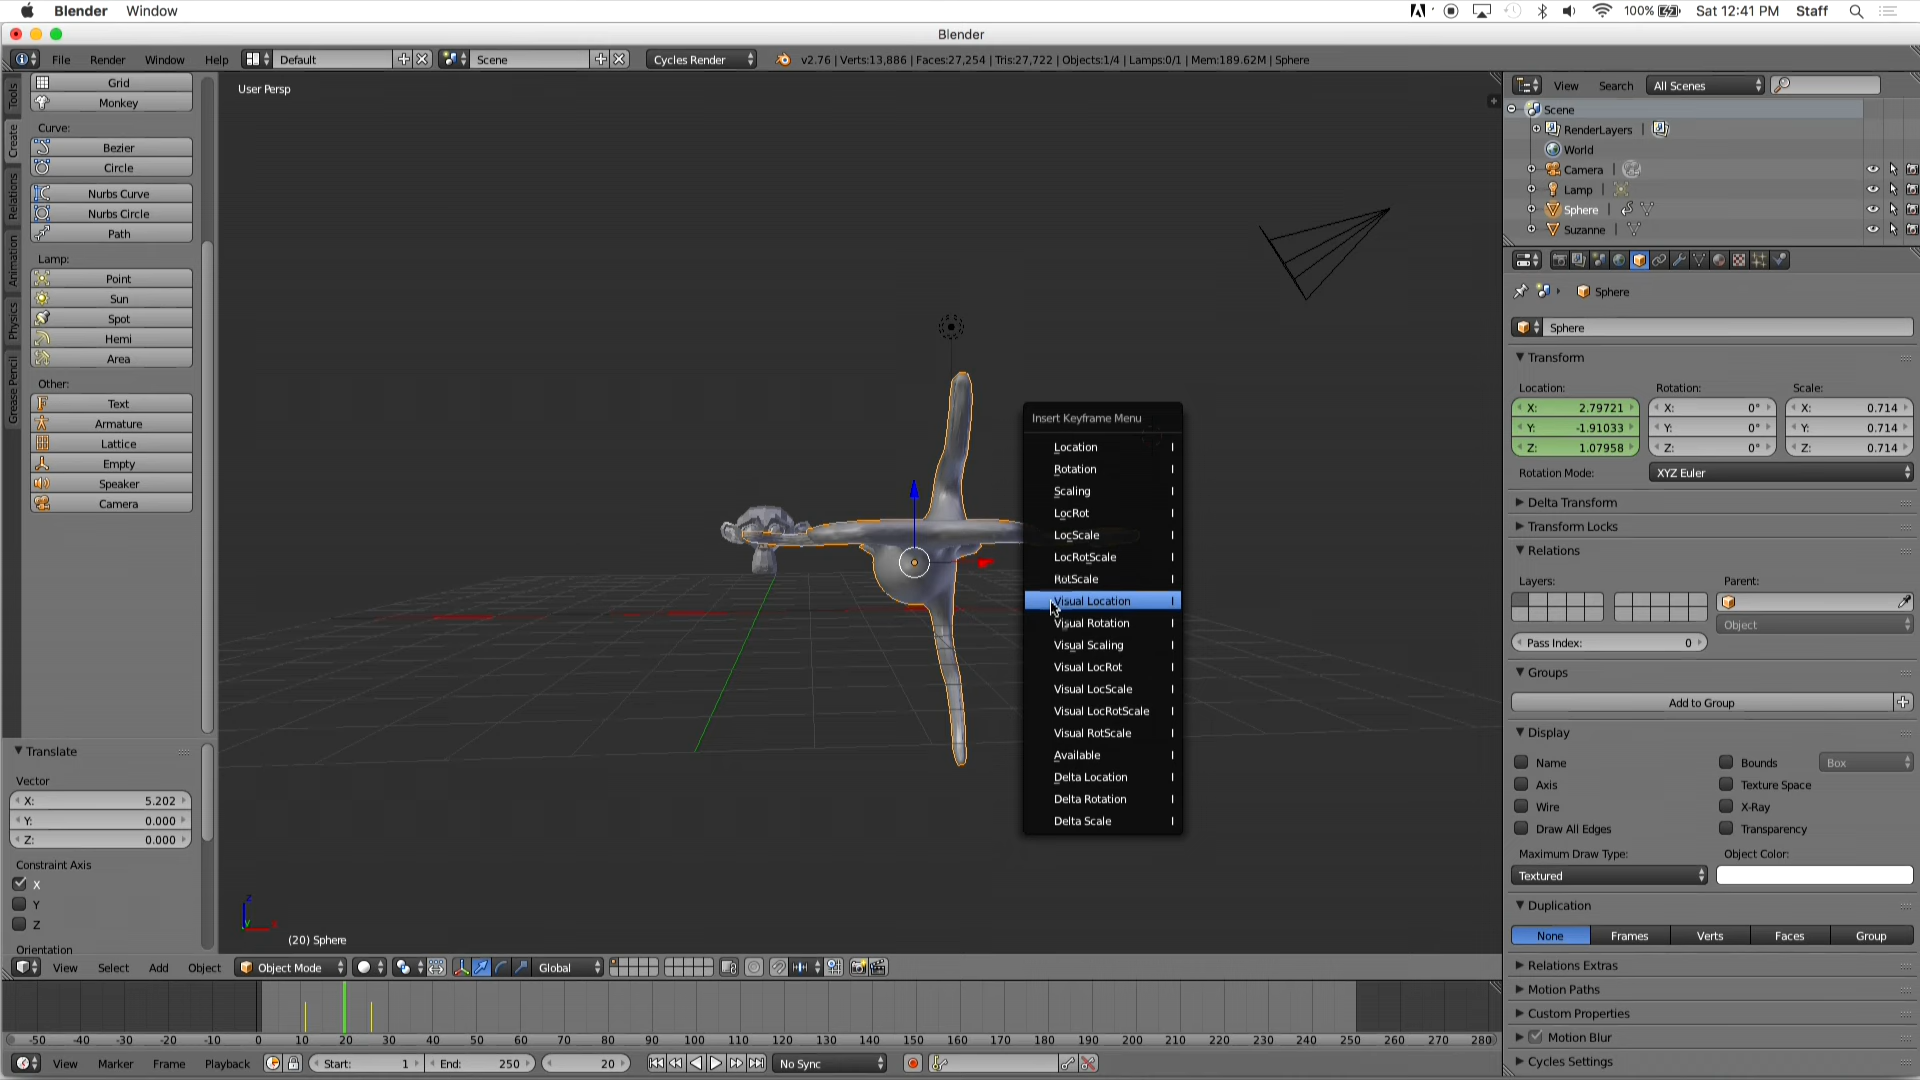 Blender Window
100% Sat 12:41 PM Staff
Blender
File Render Window Help Default Scene Cycles Render v2.76 | Verts:13,886 | Faces:27,254 | Tris:27,722 | Objects:1/4 | Lamps:0/1 | Mem:189.62M | Sphere
Tools
Create
Relations
Animation
Physics
Grease Pencil
Grid
Monkey
Curve:
Bezier
Circle
Nurbs Curve
Nurbs Circle
Path
Lamp:
Point
Sun
Spot
Hemi
Area
Other:
Text
Armature
Lattice
Empty
Speaker
Camera
Translate
Vector
X: 5.202
Y: 0.000
Z: 0.000
Constraint Axis
X
Y
Z
Orientation
User Persp
(20) Sphere
Insert Keyframe Menu
Location I
Rotation I
Scaling I
LocRot I
LocScale I
LocRotScale I
RotScale I
Visual Location I
Visual Rotation I
Visual Scaling I
Visual LocRot I
Visual LocScale I
Visual LocRotScale I
Visual RotScale I
Available I
Delta Location I
Delta Rotation I
Delta Scale I
View Search All Scenes
Scene
RenderLayers
World
Camera
Lamp
Sphere
Suzanne
Sphere
Sphere
Transform
Location: Rotation: Scale:
X: 2.79721 X: 0° X: 0.714
Y: -1.91033 Y: 0° Y: 0.714
Z: 1.07958 Z: 0° Z: 0.714
Rotation Mode: XYZ Euler
Delta Transform
Transform Locks
Relations
Layers: Parent:
Object
Pass Index: 0
Groups
Add to Group
Display
Name Bounds Box
Axis Texture Space
Wire X-Ray
Draw All Edges Transparency
Maximum Draw Type: Object Color:
Textured
Duplication
None Frames Verts Faces Group
Relations Extras
Motion Paths
Custom Properties
Motion Blur
Cycles Settings
View Select Add Object Object Mode Global
-50 -40 -30 -20 -10 0 10 20 30 40 50 60 70 80 90 100 110 120 130 140 150 160 170 180 190 200 210 220 230 240 250 260 270 280
View Marker Frame Playback Start: 1 End: 250 20 No Sync